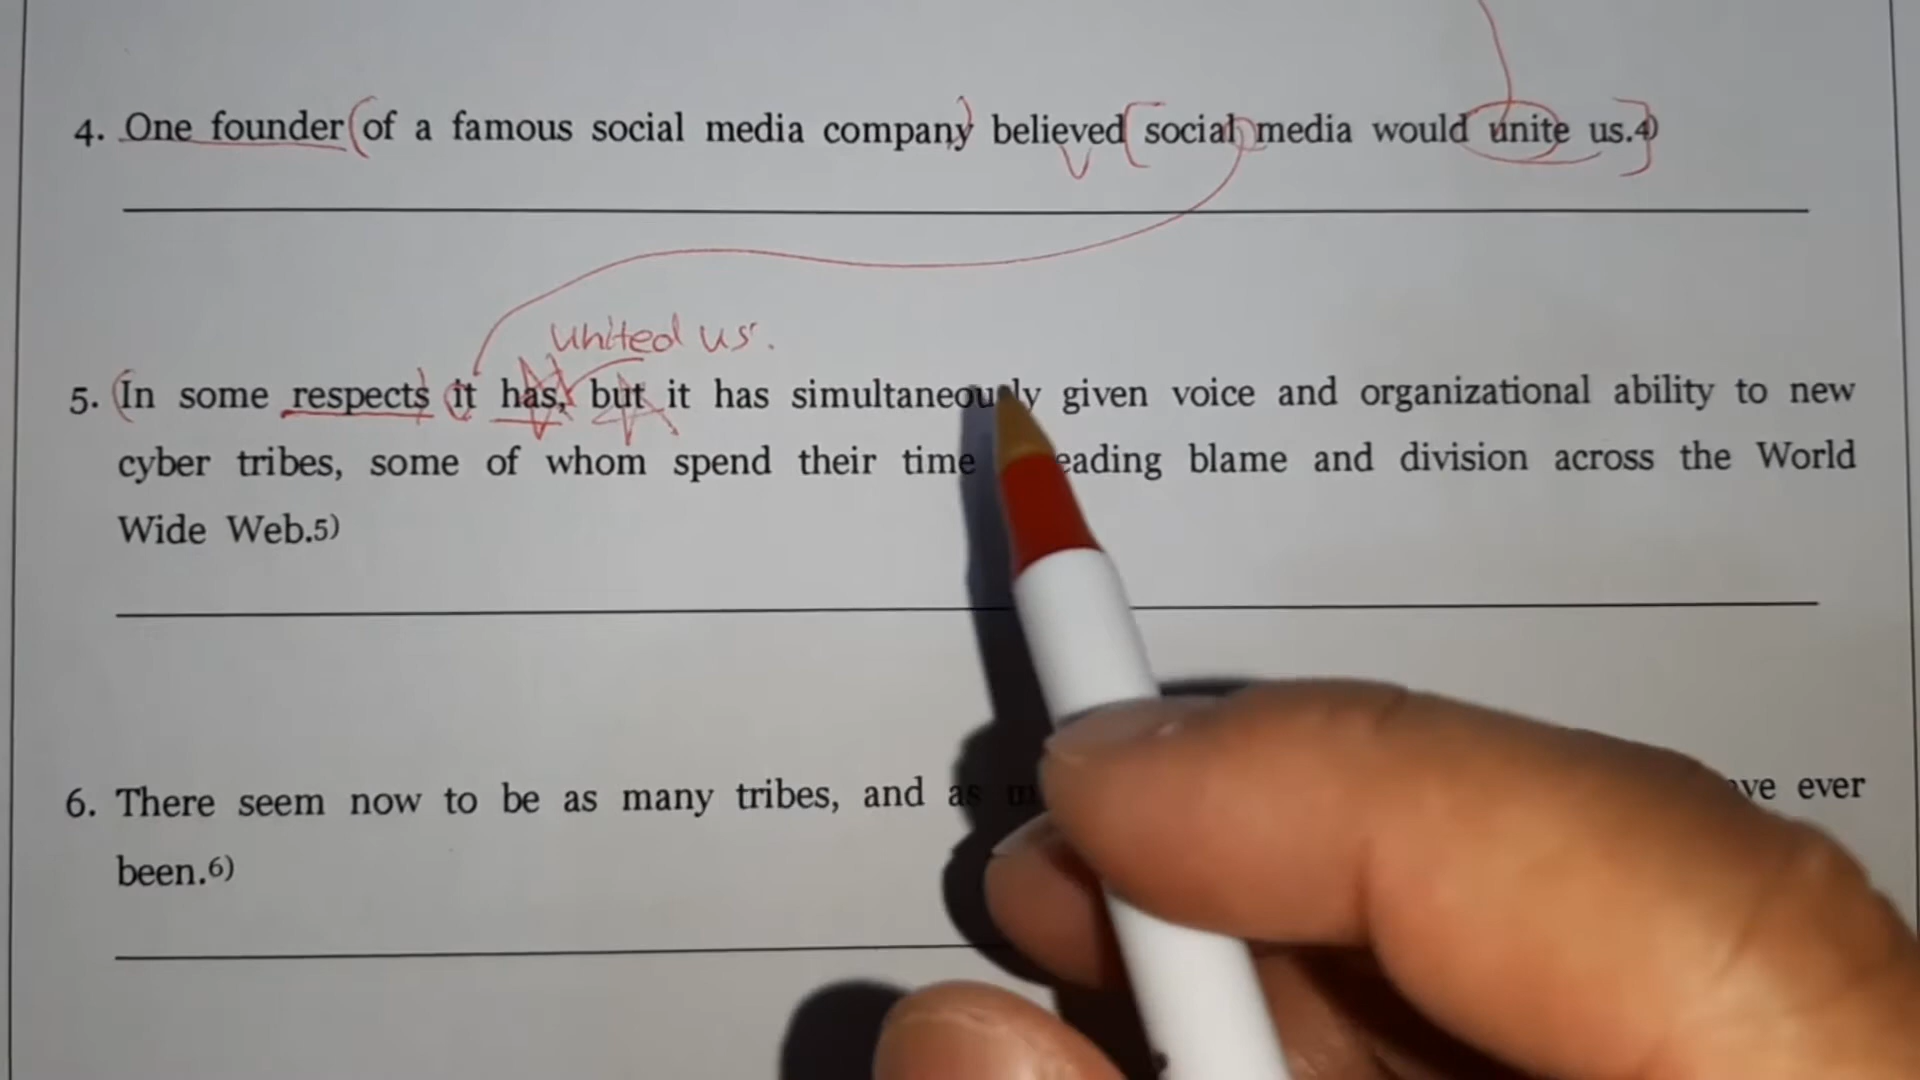 4. One founder of a famous social media company believed social media would unite us.4)
united us.
5. In some respects it has, but it has simultaneously given voice and organizational ability to new
cyber tribes, some of whom spend their time blame and division across the World
Wide Web.5)
6. There seem now to be as many tribes, and as ever
been.6)